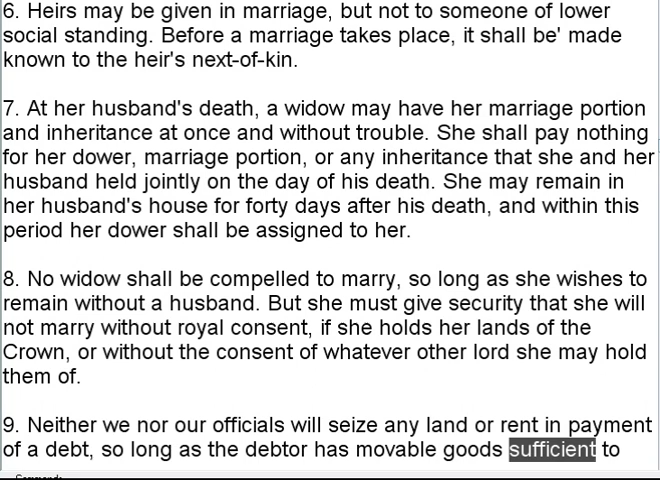 6. Heirs may be given in marriage, but not to someone of lower
social standing. Before a marriage takes place, it shall be' made
known to the heir's next-of-kin.
7. At her husband's death, a widow may have her marriage portion
and inheritance at once and without trouble. She shall pay nothing
for her dower, marriage portion, or any inheritance that she and her
husband held jointly on the day of his death. She may remain in
her husband's house for forty days after his death, and within this
period her dower shall be assigned to her.
8. No widow shall be compelled to marry, so long as she wishes to
remain without a husband. But she must give security that she will
not marry without royal consent, if she holds her lands of the
Crown, or without the consent of whatever other lord she may hold
them of.
9. Neither we nor our officials will seize any land or rent in payment
of a debt, so long as the debtor has movable goods sufficient to